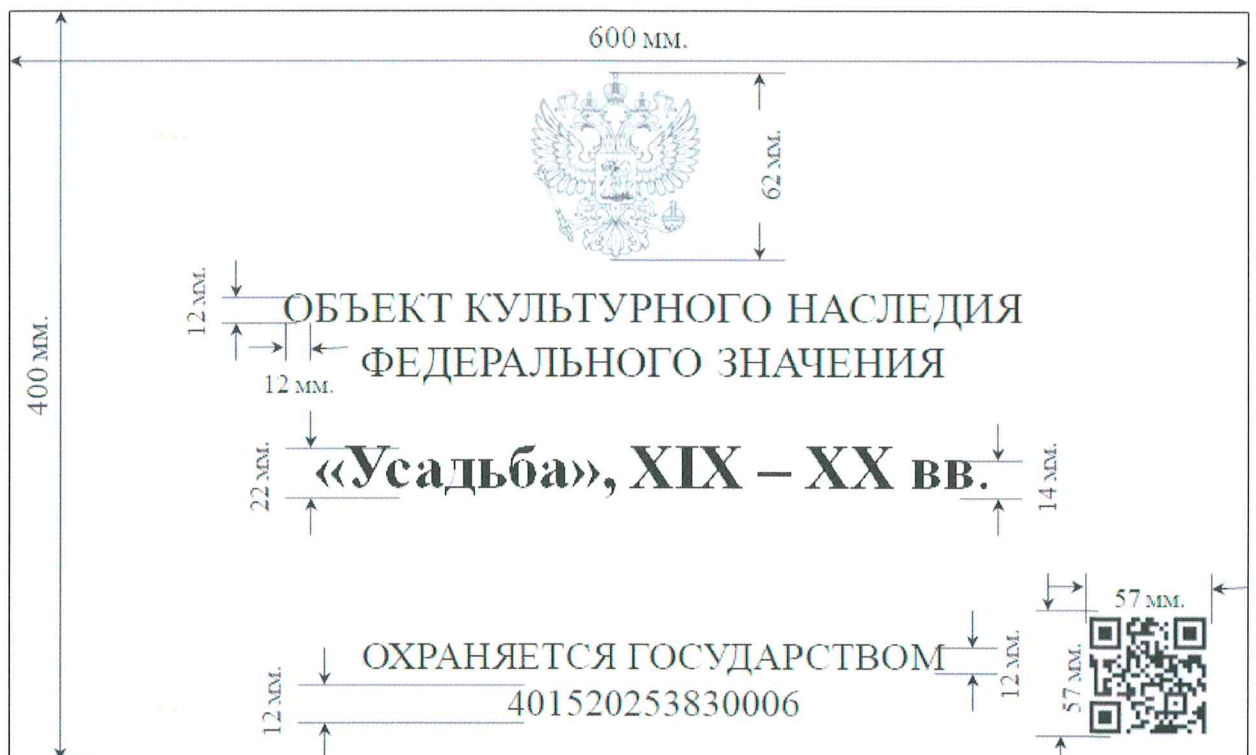 600 мм.
62 мм.
12 мм.
ОБЪЕКТ КУЛЬТУРНОГО НАСЛЕДИЯ
ФЕДЕРАЛЬНОГО ЗНАЧЕНИЯ
12 мм.
400 мм.
22 мм.
«Усадьба», XIX – XX вв.
14 мм.
57 мм.
ОХРАНЯЕТСЯ ГОСУДАРСТВОМ
12 мм.
57 мм.
12 мм.
401520253830006